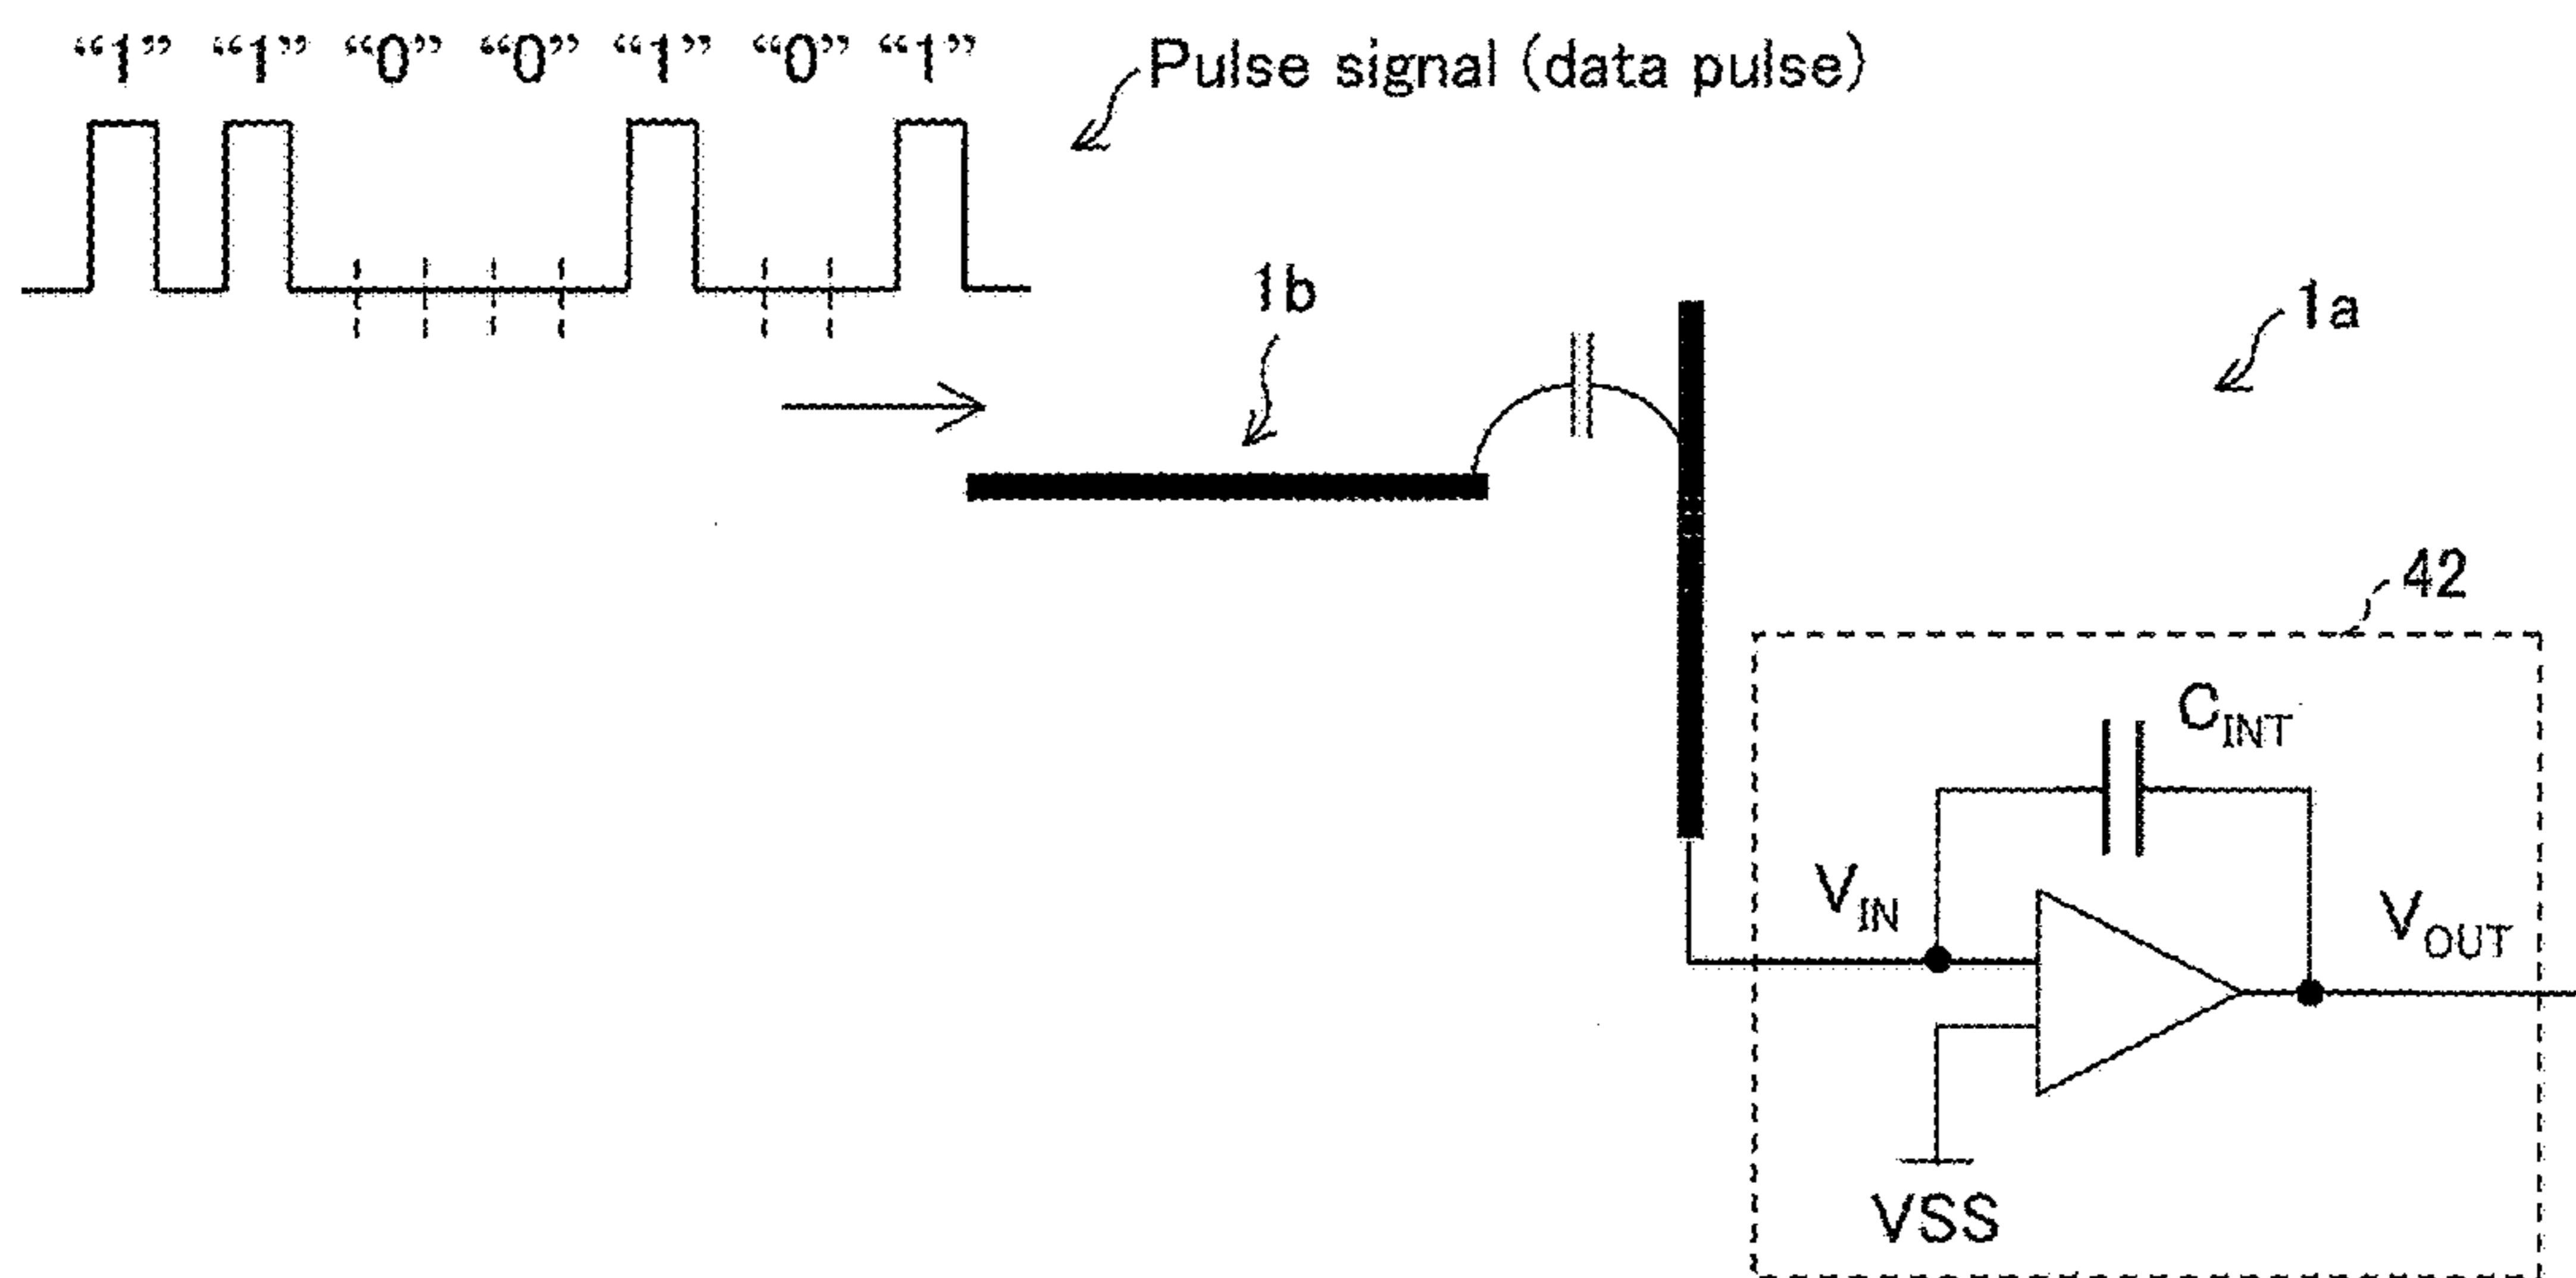 “1” “1” “0” “0” “1” “0” “1”
Pulse signal (data pulse)
1b
1a
42
CINT
VIN
VOUT
VSS